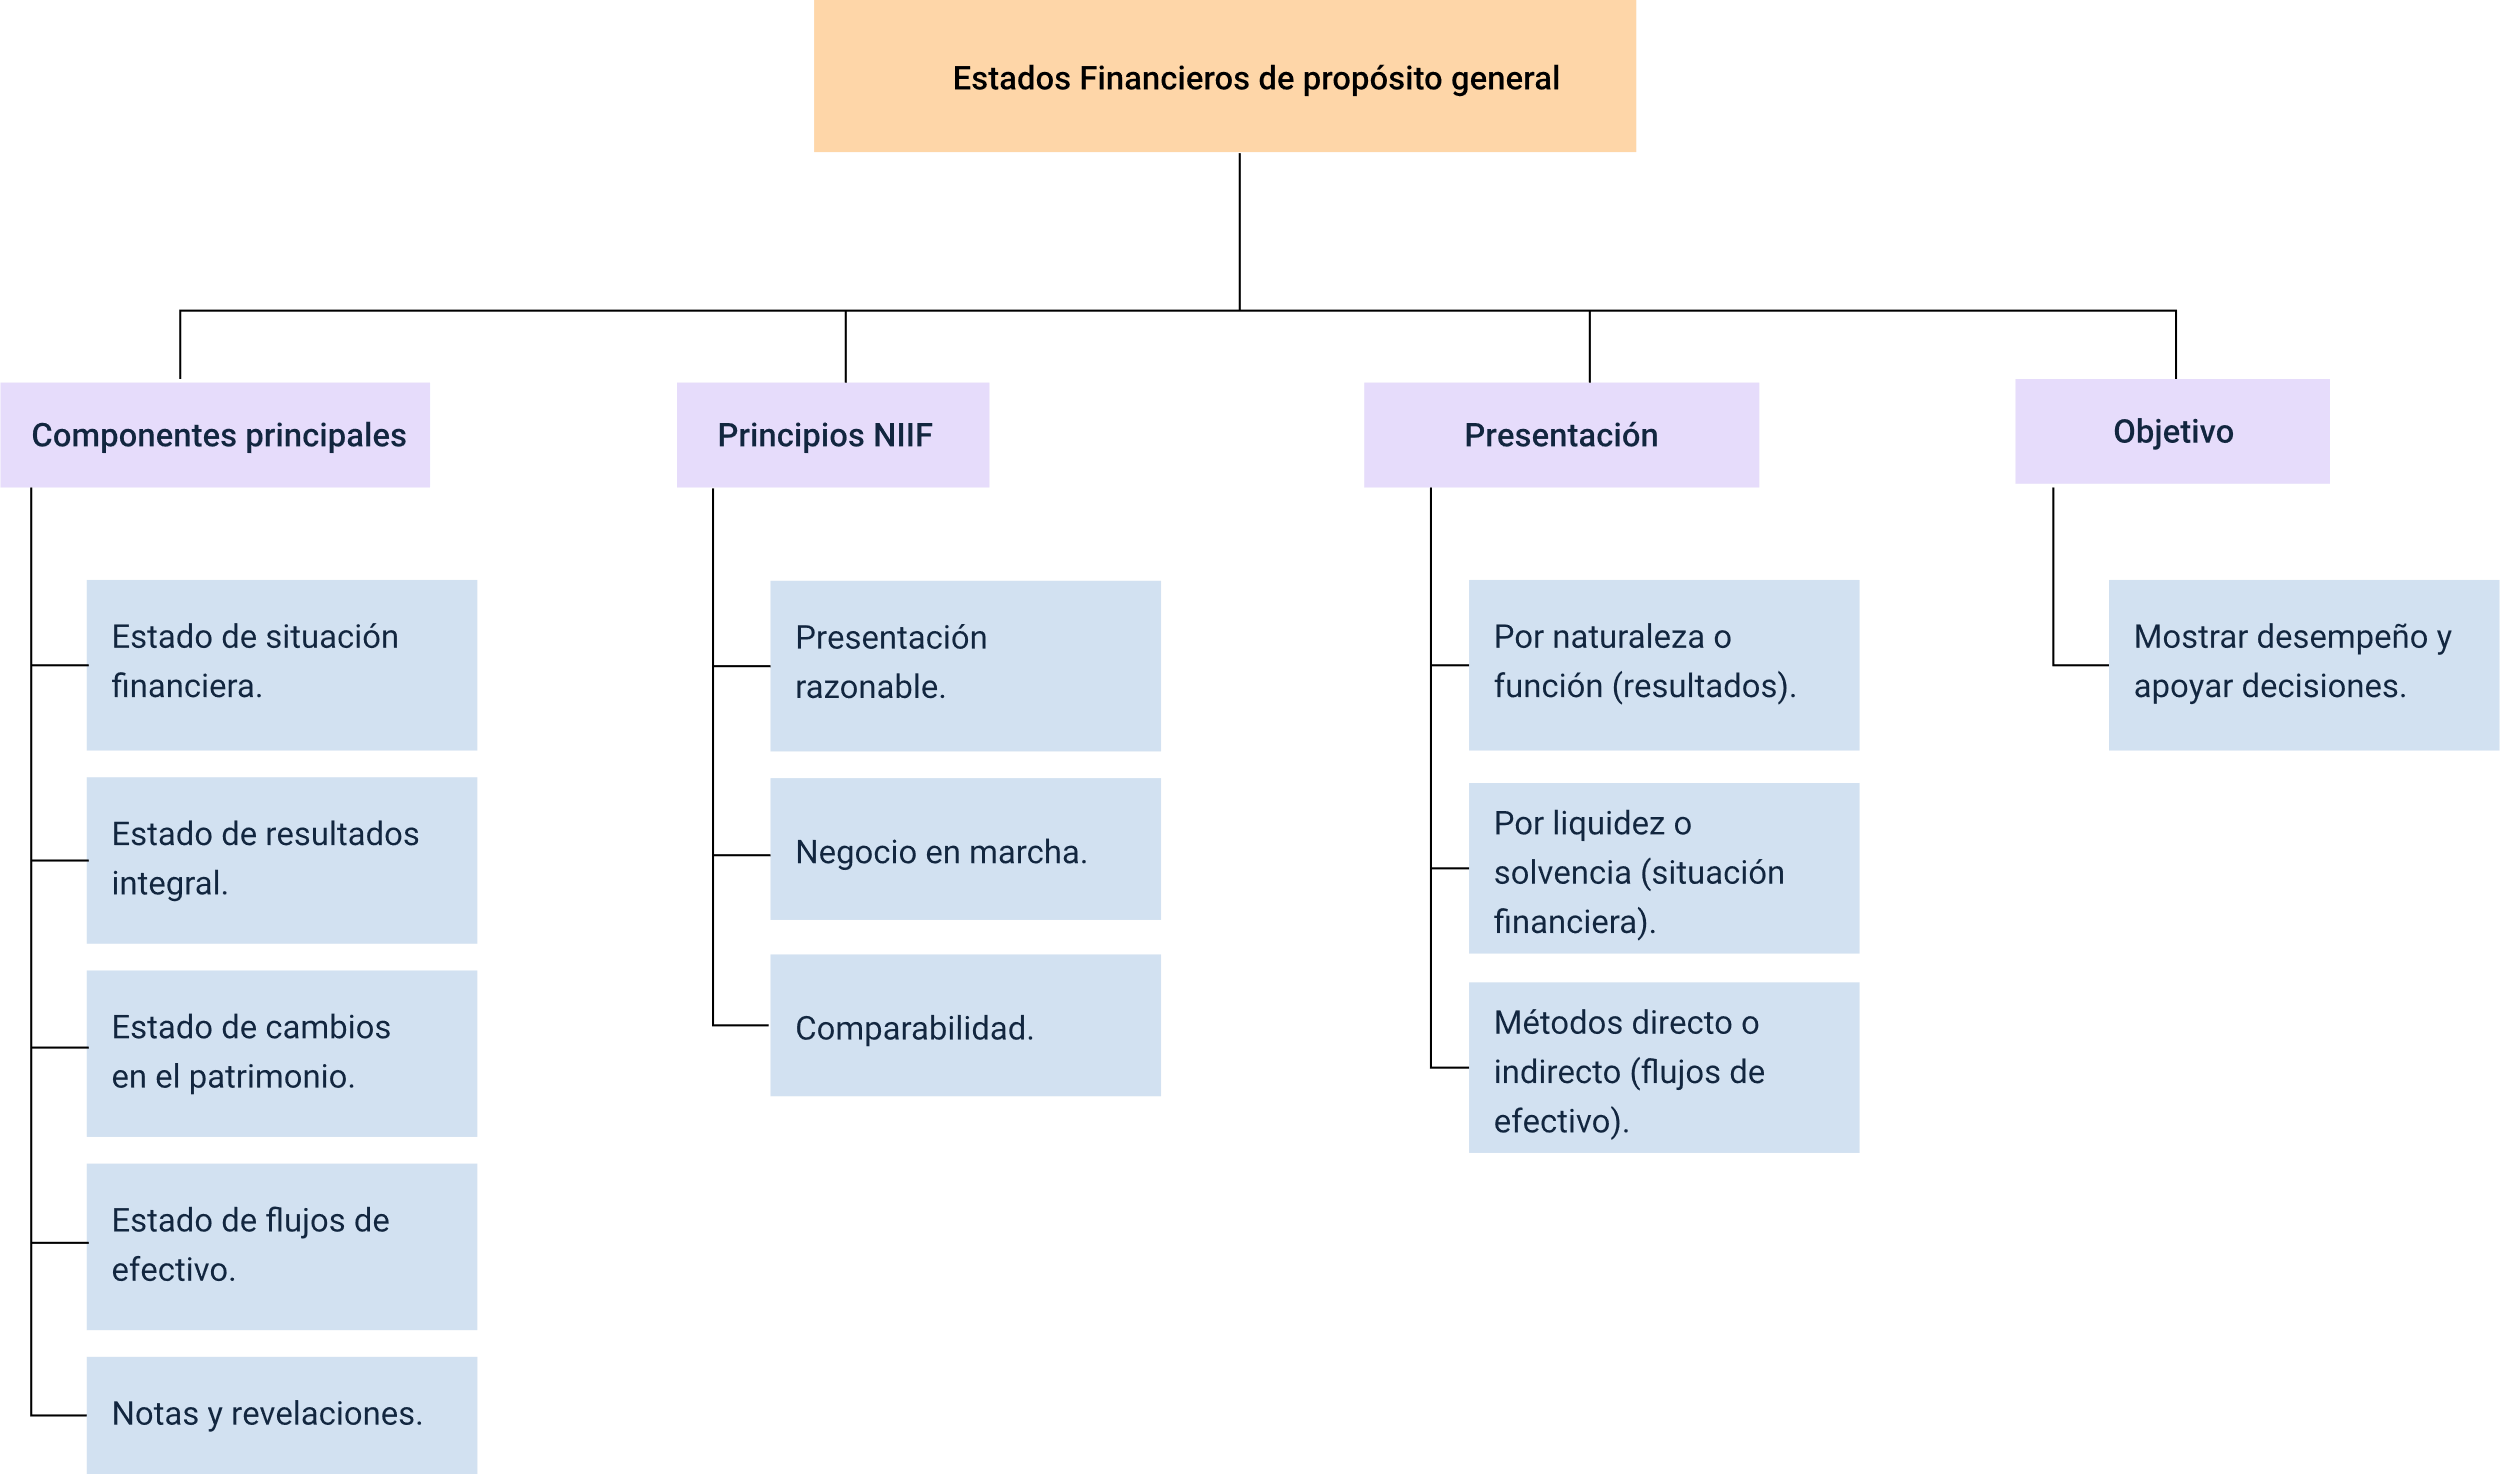 Estados Financieros de propósito general
Componentes principales
Estado de situación
financiera.
Estado de resultados
integral.
Estado de cambios
en el patrimonio.
Estado de flujos de
efectivo.
Notas y revelaciones.
Principios NIIF
Presentación
razonable.
Negocio en marcha.
Comparabilidad.
Presentación
Por naturaleza o
función (resultados).
Por liquidez o
solvencia (situación
financiera).
Métodos directo o
indirecto (flujos de
efectivo).
Objetivo
Mostrar desempeño y
apoyar decisiones.